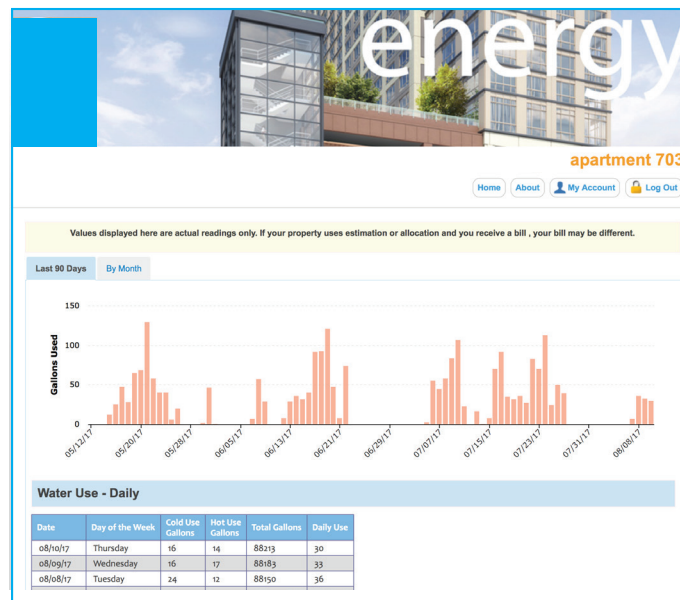 energy
apartment 703
Home About My Account Log Out
Values displayed here are actual readings only. If your property uses estimation or allocation and you receive a bill , your bill may be different.
Last 90 Days By Month
150
100
50
0
Gallons Used
05/12/17 05/20/17 05/28/17 06/05/17 06/13/17 06/21/17 06/29/17 07/07/17 07/15/17 07/23/17 07/31/17 08/08/17
Water Use - Daily
Date Day of the Week Cold Use Gallons Hot Use Gallons Total Gallons Daily Use
08/10/17 Thursday 16 14 88213 30
08/09/17 Wednesday 16 17 88183 33
08/08/17 Tuesday 24 12 88150 36